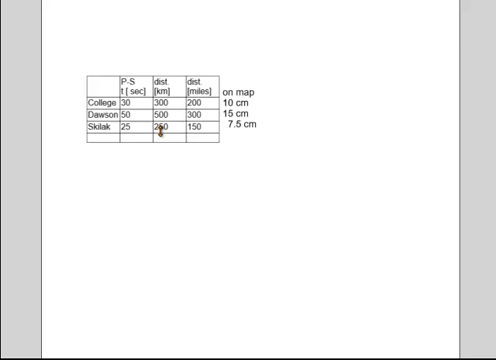 P-S dist. dist.
t [ sec] [km] [miles] on map
College 30 300 200 10 cm
Dawson 50 500 300 15 cm
Skilak 25 250 150 7.5 cm